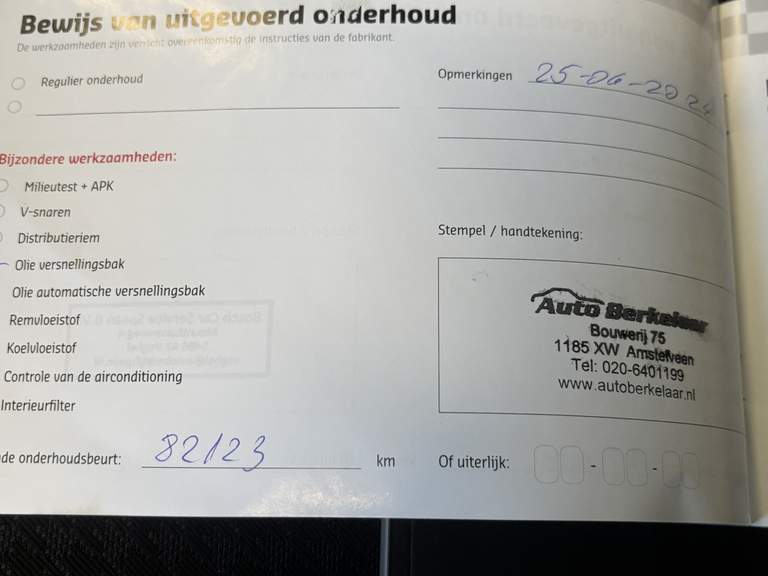 Bewijs van uitgevoerd onderhoud
De werkzaamheden zijn verricht overeenkomstig de instructies van de fabrikant.
Regulier onderhoud
Opmerkingen 25-06-2024
Bijzondere werkzaamheden:
Milieutest + APK
V-snaren
Distributieriem
Olie versnellingsbak
Olie automatische versnellingsbak
Remvloeistof
Koelvloeistof
Controle van de airconditioning
Interieurfilter
de onderhoudsbeurt: 82123 km
Stempel / handtekening:
Auto Berkelaar
Bouwerij 75
1185 XW Amstelveen
Tel: 020-6401199
www.autoberkelaar.nl
Of uiterlijk: - -